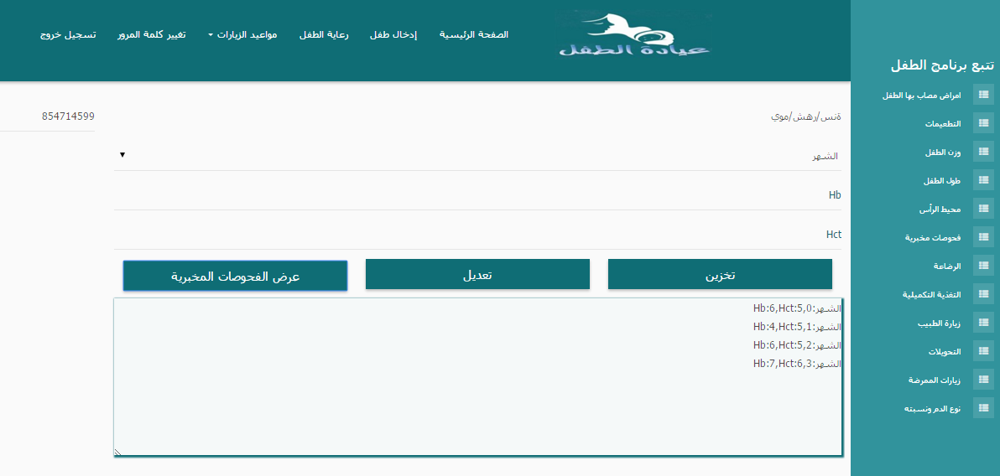 عيادة الطفل
الصفحة الرئيسية
إدخال طفل
رعاية الطفل
مواعيد الزيارات
تغيير كلمة المرور
تسجيل خروج
تتبع برنامج الطفل
امراض مصاب بها الطفل
التطعيمات
وزن الطفل
طول الطفل
محيط الرأس
فحوصات مخبرية
الرضاعة
التغذية التكميلية
زيارة الطبيب
التحويلات
زيارات الممرضة
نوع الدم ونسبته
ةنس/رهش/موي
854714599
الشهر
Hb
Hct
تخزين
تعديل
عرض الفحوصات المخبرية
الشهر:0,Hb:6,Hct:5
الشهر:1,Hb:4,Hct:5
الشهر:2,Hb:6,Hct:5
الشهر:3,Hb:7,Hct:6